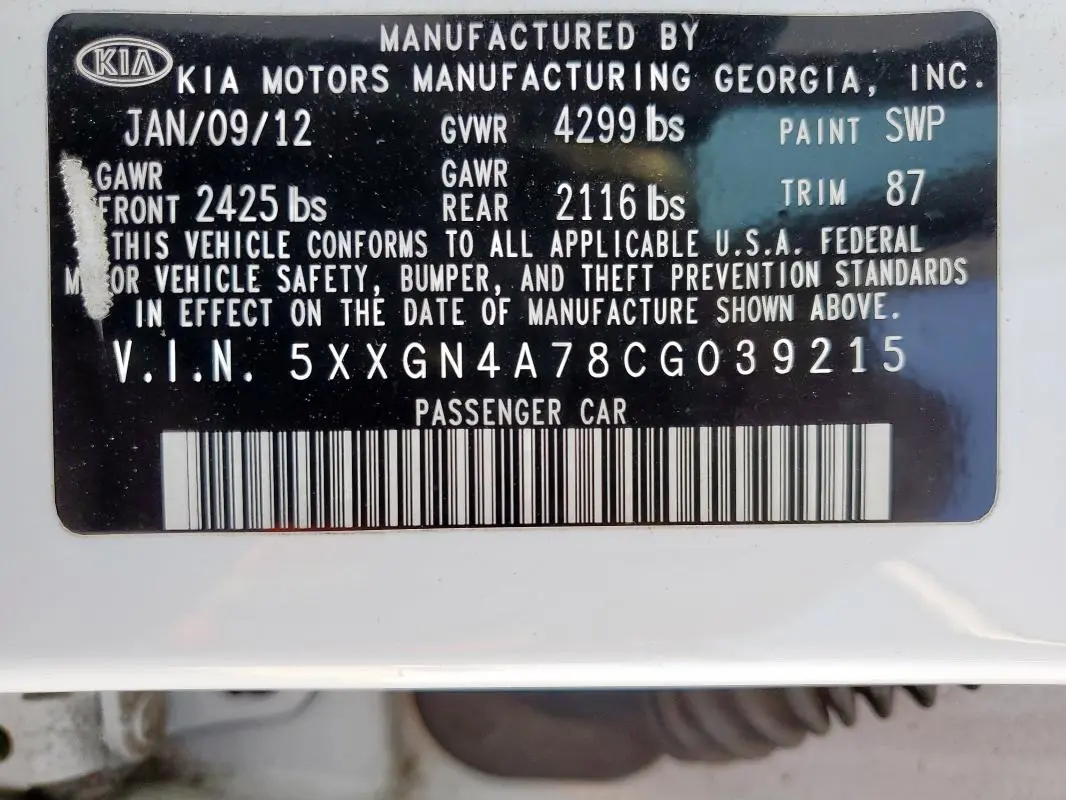 MANUFACTURED BY
KIA
KIA MOTORS MANUFACTURING GEORGIA, INC.
JAN/09/12 GVWR 4299 lbs PAINT SWP
GAWR FRONT 2425 lbs GAWR REAR 2116 lbs TRIM 87
THIS VEHICLE CONFORMS TO ALL APPLICABLE U.S.A. FEDERAL
MOTOR VEHICLE SAFETY, BUMPER, AND THEFT PREVENTION STANDARDS
IN EFFECT ON THE DATE OF MANUFACTURE SHOWN ABOVE.
V.I.N. 5XXGN4A78CG039215
PASSENGER CAR